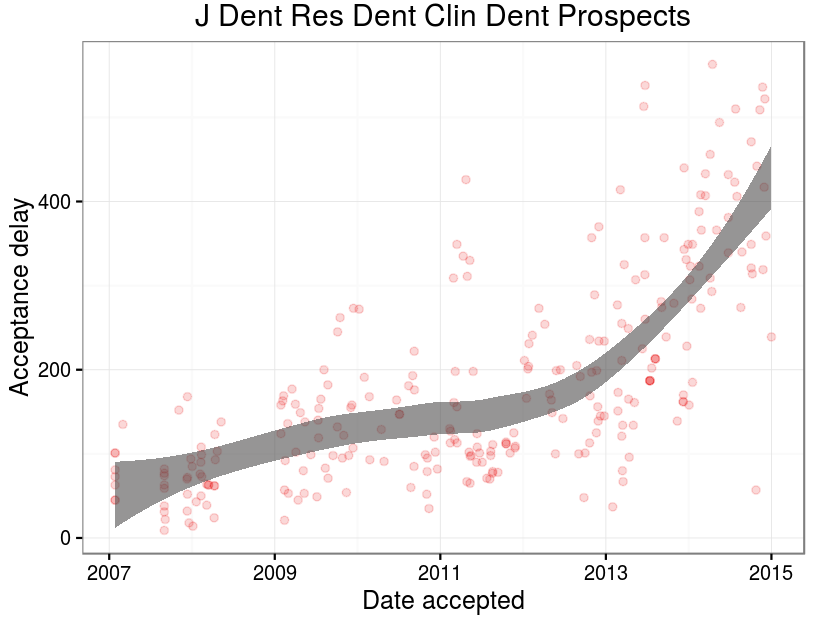 J Dent Res Dent Clin Dent Prospects
Acceptance delay
400
200
0
2007 2009 2011 2013 2015
Date accepted